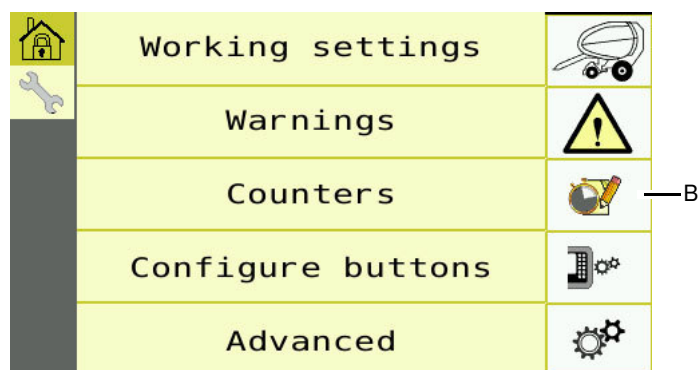 Working settings
Warnings
Counters
B
Configure buttons
Advanced